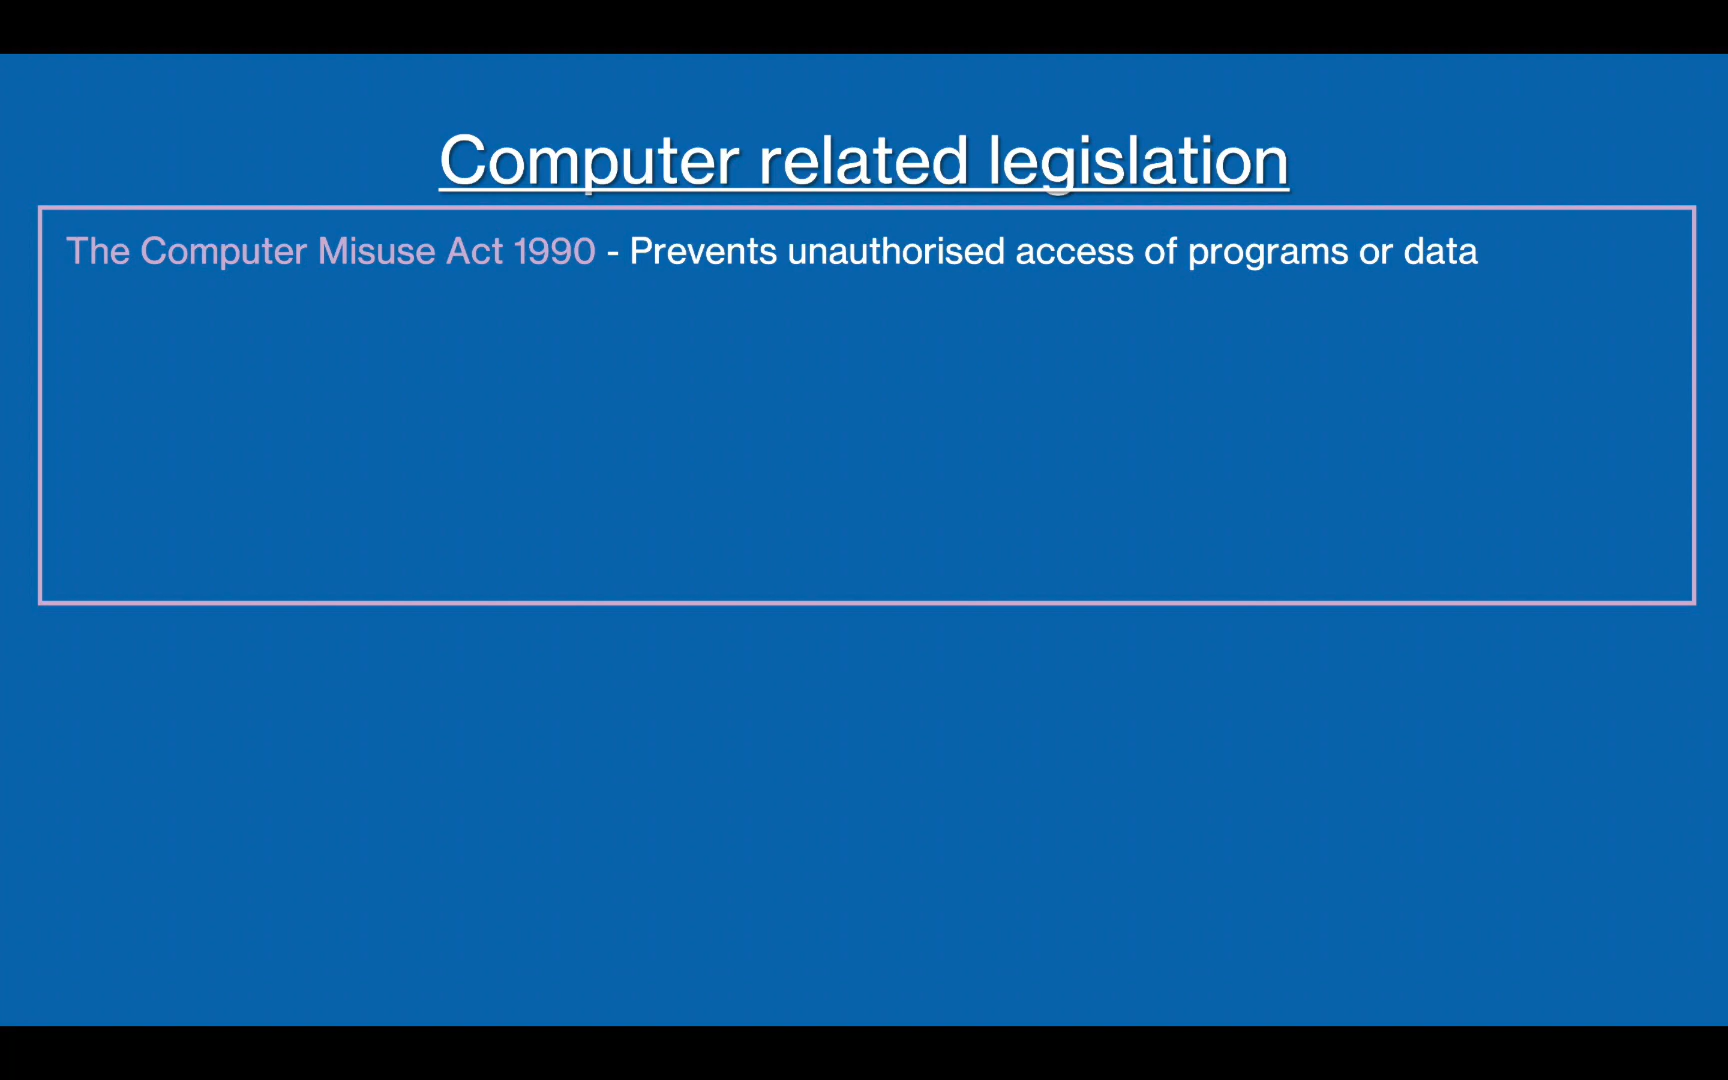 Computer related legislation
The Computer Misuse Act 1990 - Prevents unauthorised access of programs or data